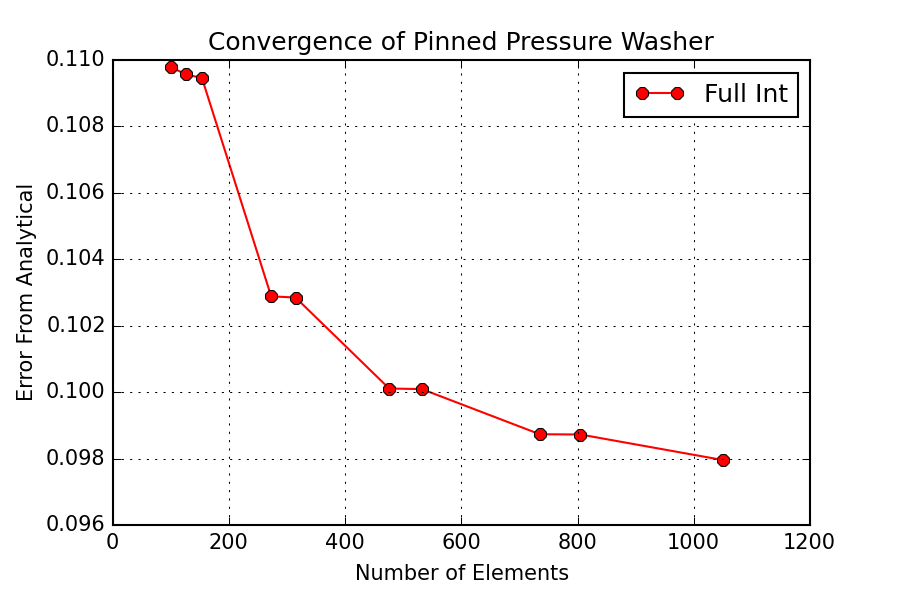 Convergence of Pinned Pressure Washer
Full Int
Error From Analytical
0.110
0.108
0.106
0.104
0.102
0.100
0.098
0.096
0 200 400 600 800 1000 1200
Number of Elements